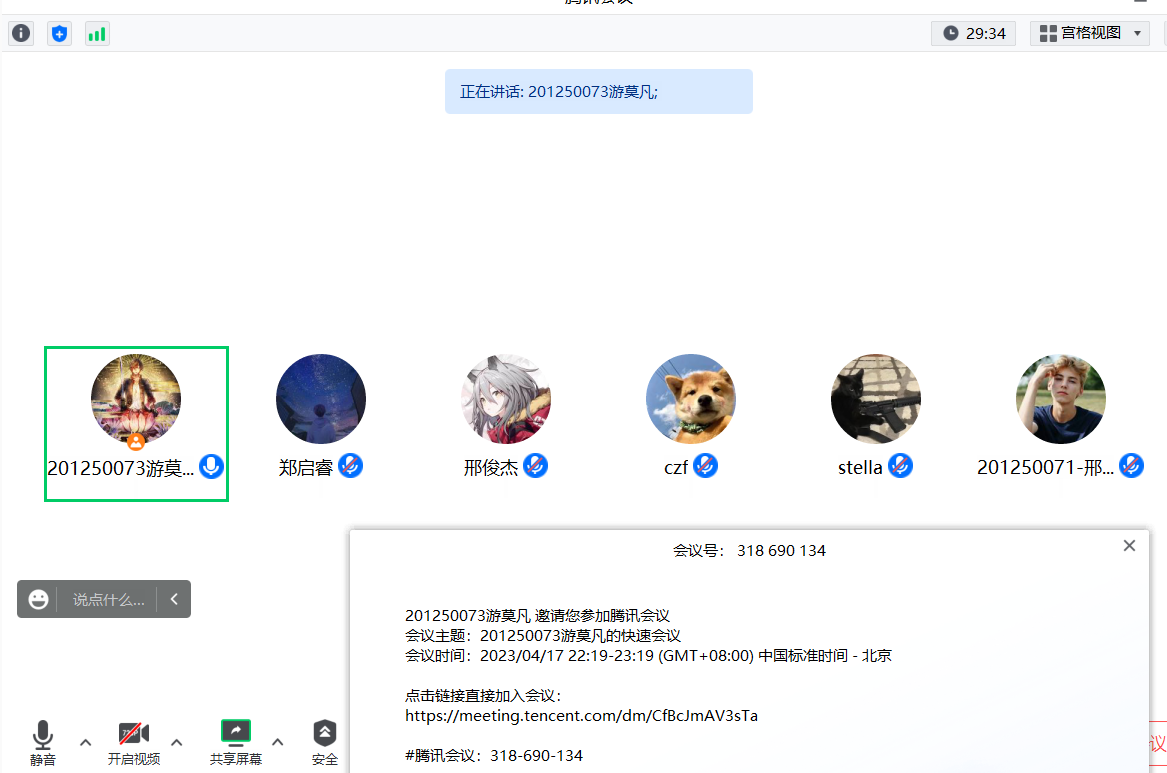 腾讯会议
29:34
宫格视图
正在讲话: 201250073游莫凡;
201250073游莫...
郑启睿
邢俊杰
czf
stella
201250071-邢...
会议号： 318 690 134
说点什么...
201250073游莫凡 邀请您参加腾讯会议
会议主题：201250073游莫凡的快速会议
会议时间：2023/04/17 22:19-23:19 (GMT+08:00) 中国标准时间 - 北京
点击链接直接加入会议：
https://meeting.tencent.com/dm/CfBcJmAV3sTa
#腾讯会议：318-690-134
静音
开启视频
共享屏幕
安全
议